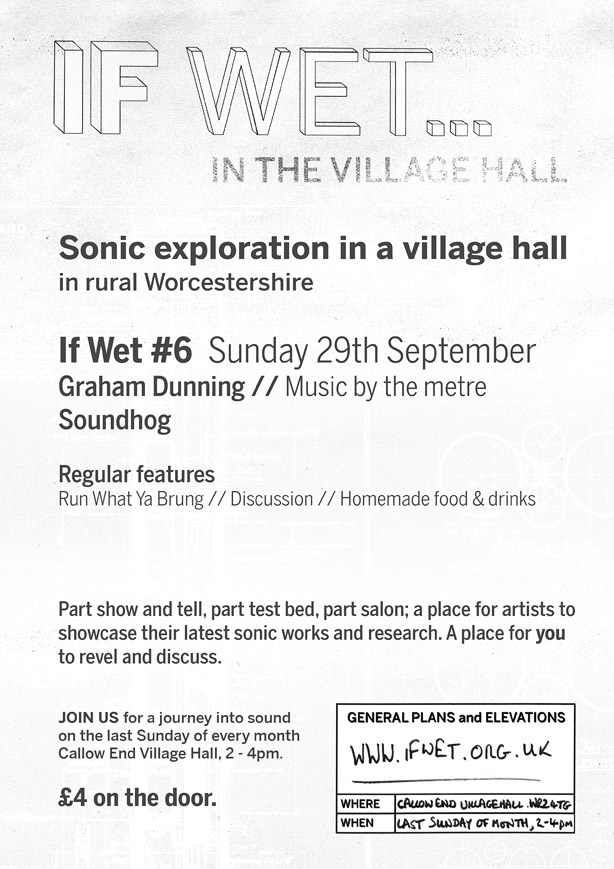 IF WET...
IN THE VILLAGE HALL
Sonic exploration in a village hall
in rural Worcestershire
If Wet #6 Sunday 29th September
Graham Dunning // Music by the metre
Soundhog
Regular features
Run What Ya Brung // Discussion // Homemade food & drinks
Part show and tell, part test bed, part salon; a place for artists to
showcase their latest sonic works and research. A place for you
to revel and discuss.
JOIN US for a journey into sound
on the last Sunday of every month
Callow End Village Hall, 2 - 4pm.
£4 on the door.
GENERAL PLANS and ELEVATIONS
WWW.IFWET.ORG.UK
WHERE CALLOW END VILLAGE HALL. WR2 4TG
WHEN LAST SUNDAY OF MONTH, 2-4pm